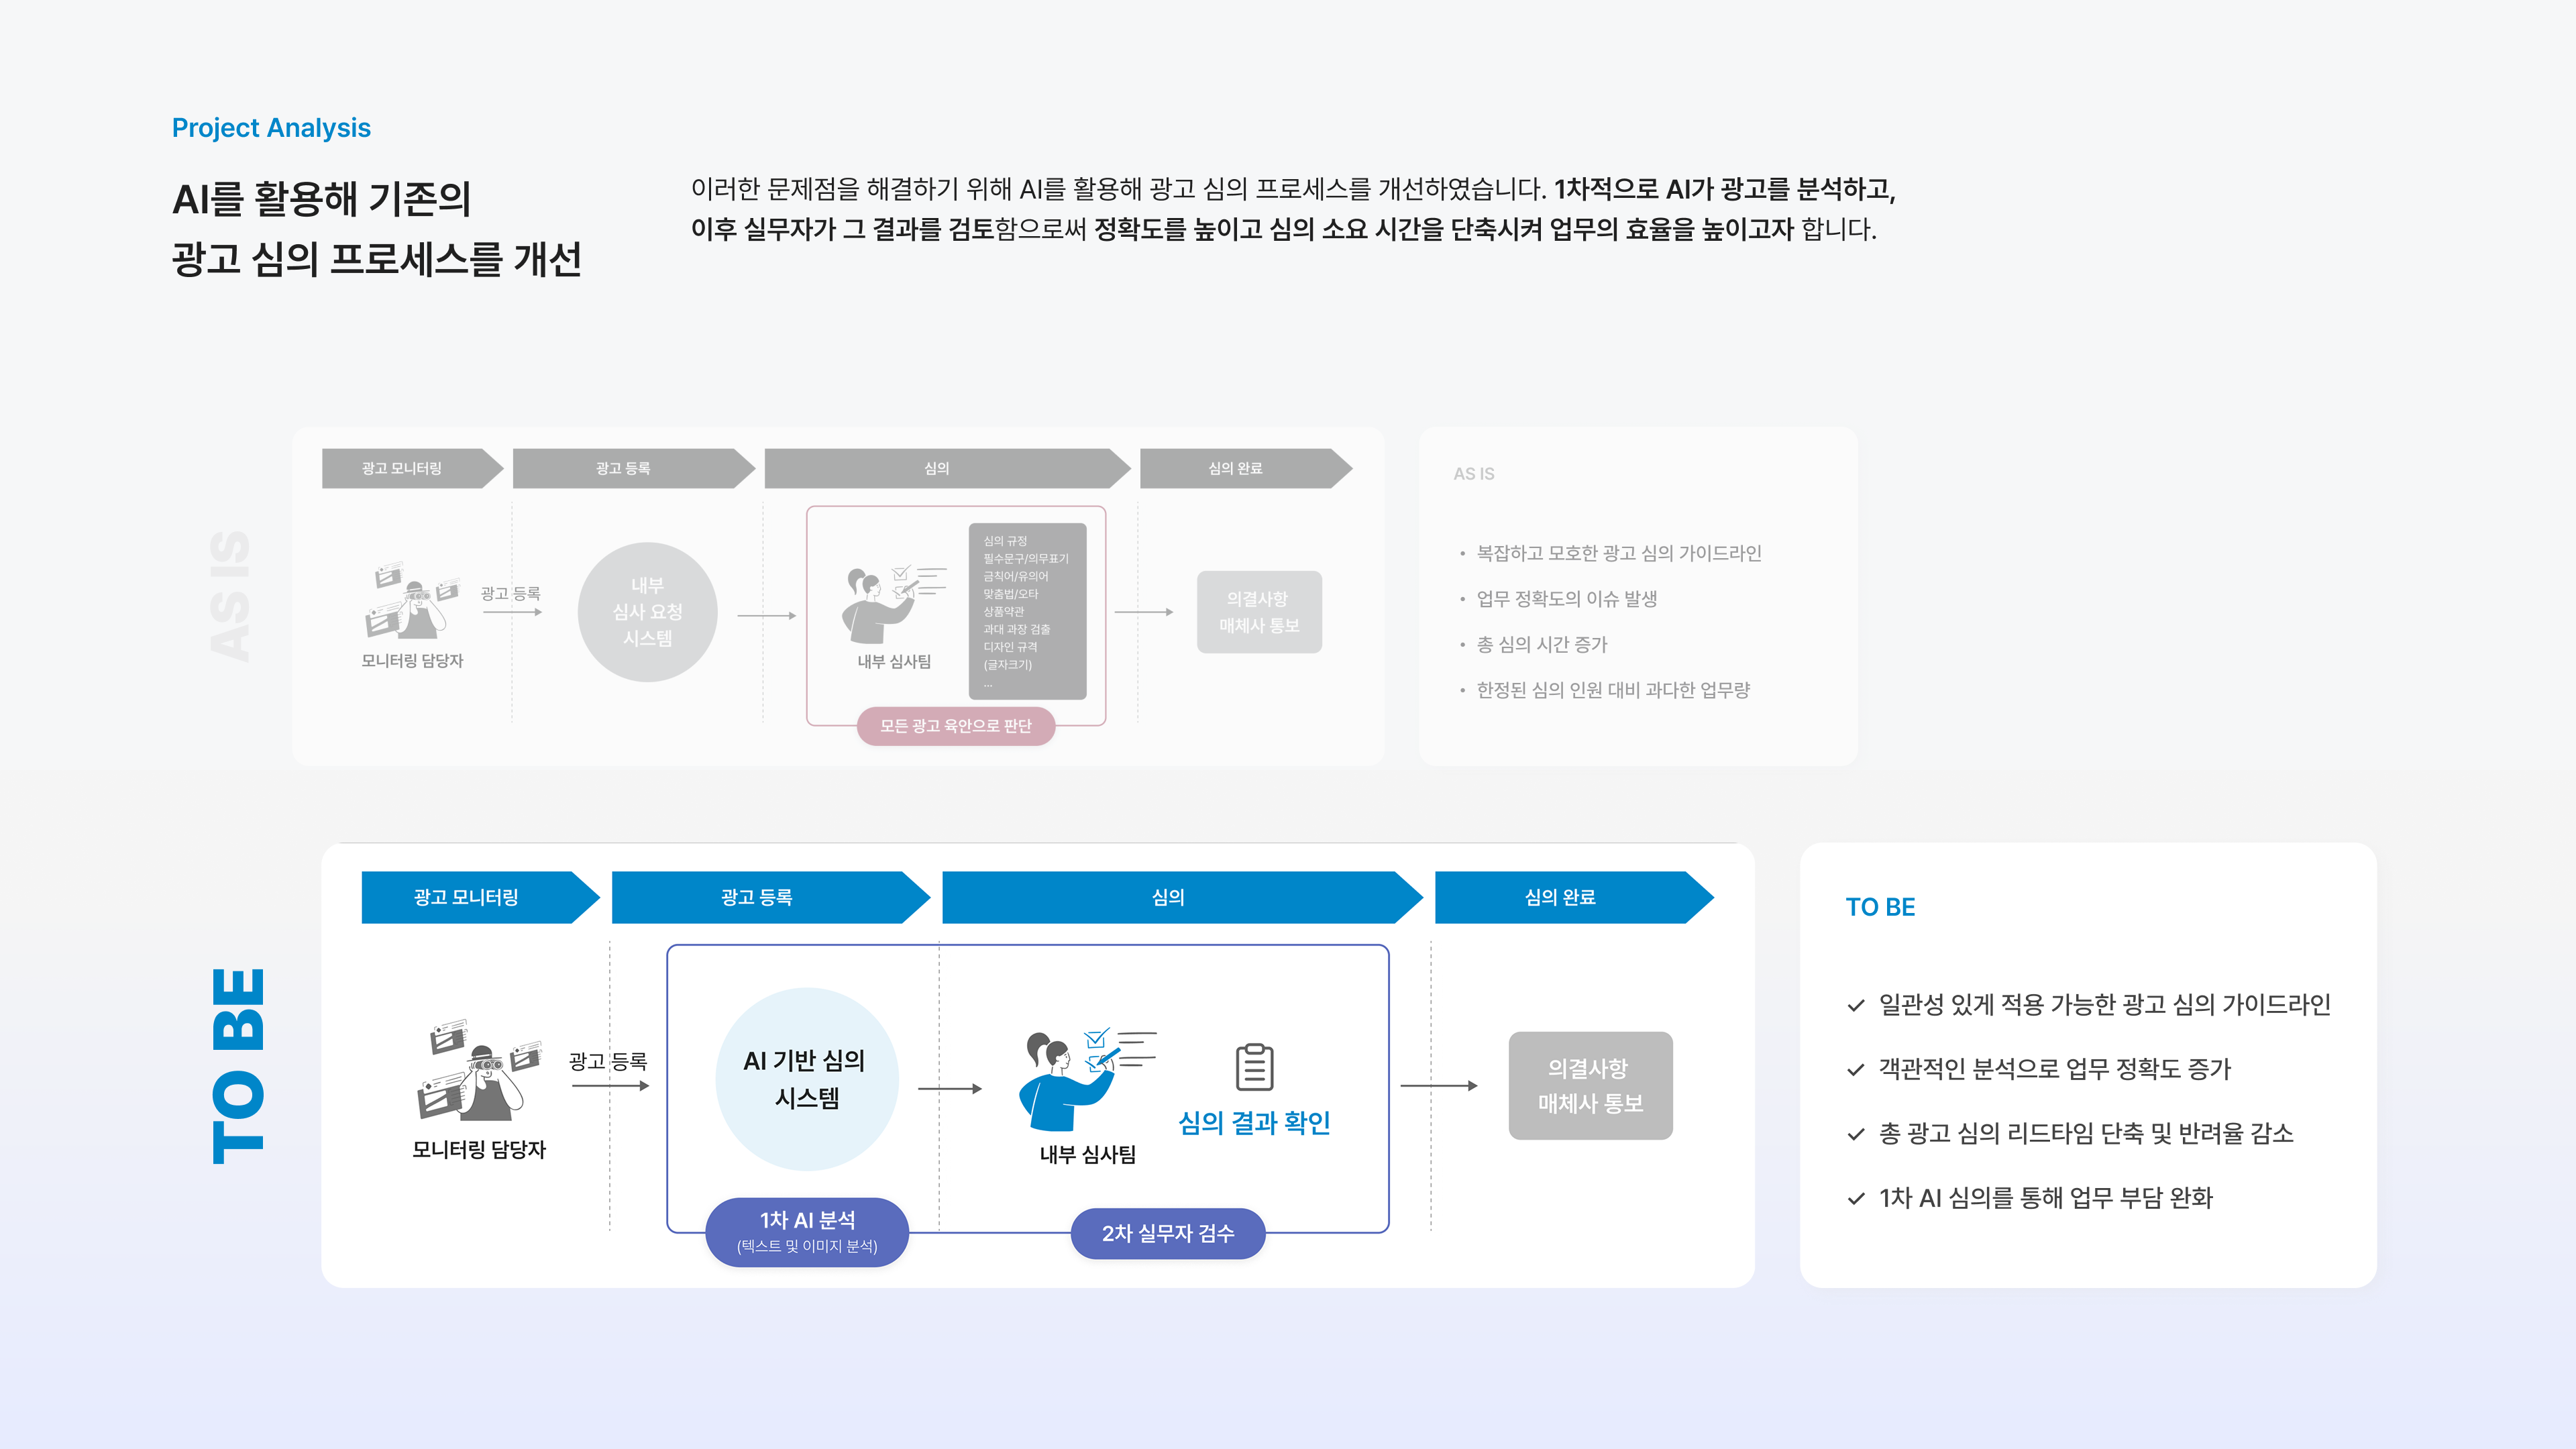 Project Analysis
AI를 활용해 기존의
광고 심의 프로세스를 개선
이러한 문제점을 해결하기 위해 AI를 활용해 광고 심의 프로세스를 개선하였습니다. 1차적으로 AI가 광고를 분석하고,
이후 실무자가 그 결과를 검토함으로써 정확도를 높이고 심의 소요 시간을 단축시켜 업무의 효율을 높이고자 합니다.
AS IS
광고 모니터링
광고 등록
심의
심의 완료
모니터링 담당자
광고 등록
내부
심사 요청
시스템
내부 심사팀
심의 규정
필수문구/의무표기
금칙어/유의어
맞춤법/오타
상품약관
과대 과장 검출
디자인 규격
(글자크기)
...
모든 광고 육안으로 판단
의결사항
매체사 통보
AS IS
• 복잡하고 모호한 광고 심의 가이드라인
• 업무 정확도의 이슈 발생
• 총 심의 시간 증가
• 한정된 심의 인원 대비 과다한 업무량
TO BE
광고 모니터링
광고 등록
심의
심의 완료
모니터링 담당자
광고 등록
AI 기반 심의
시스템
1차 AI 분석
(텍스트 및 이미지 분석)
내부 심사팀
심의 결과 확인
2차 실무자 검수
의결사항
매체사 통보
TO BE
일관성 있게 적용 가능한 광고 심의 가이드라인
객관적인 분석으로 업무 정확도 증가
총 광고 심의 리드타임 단축 및 반려율 감소
1차 AI 심의를 통해 업무 부담 완화